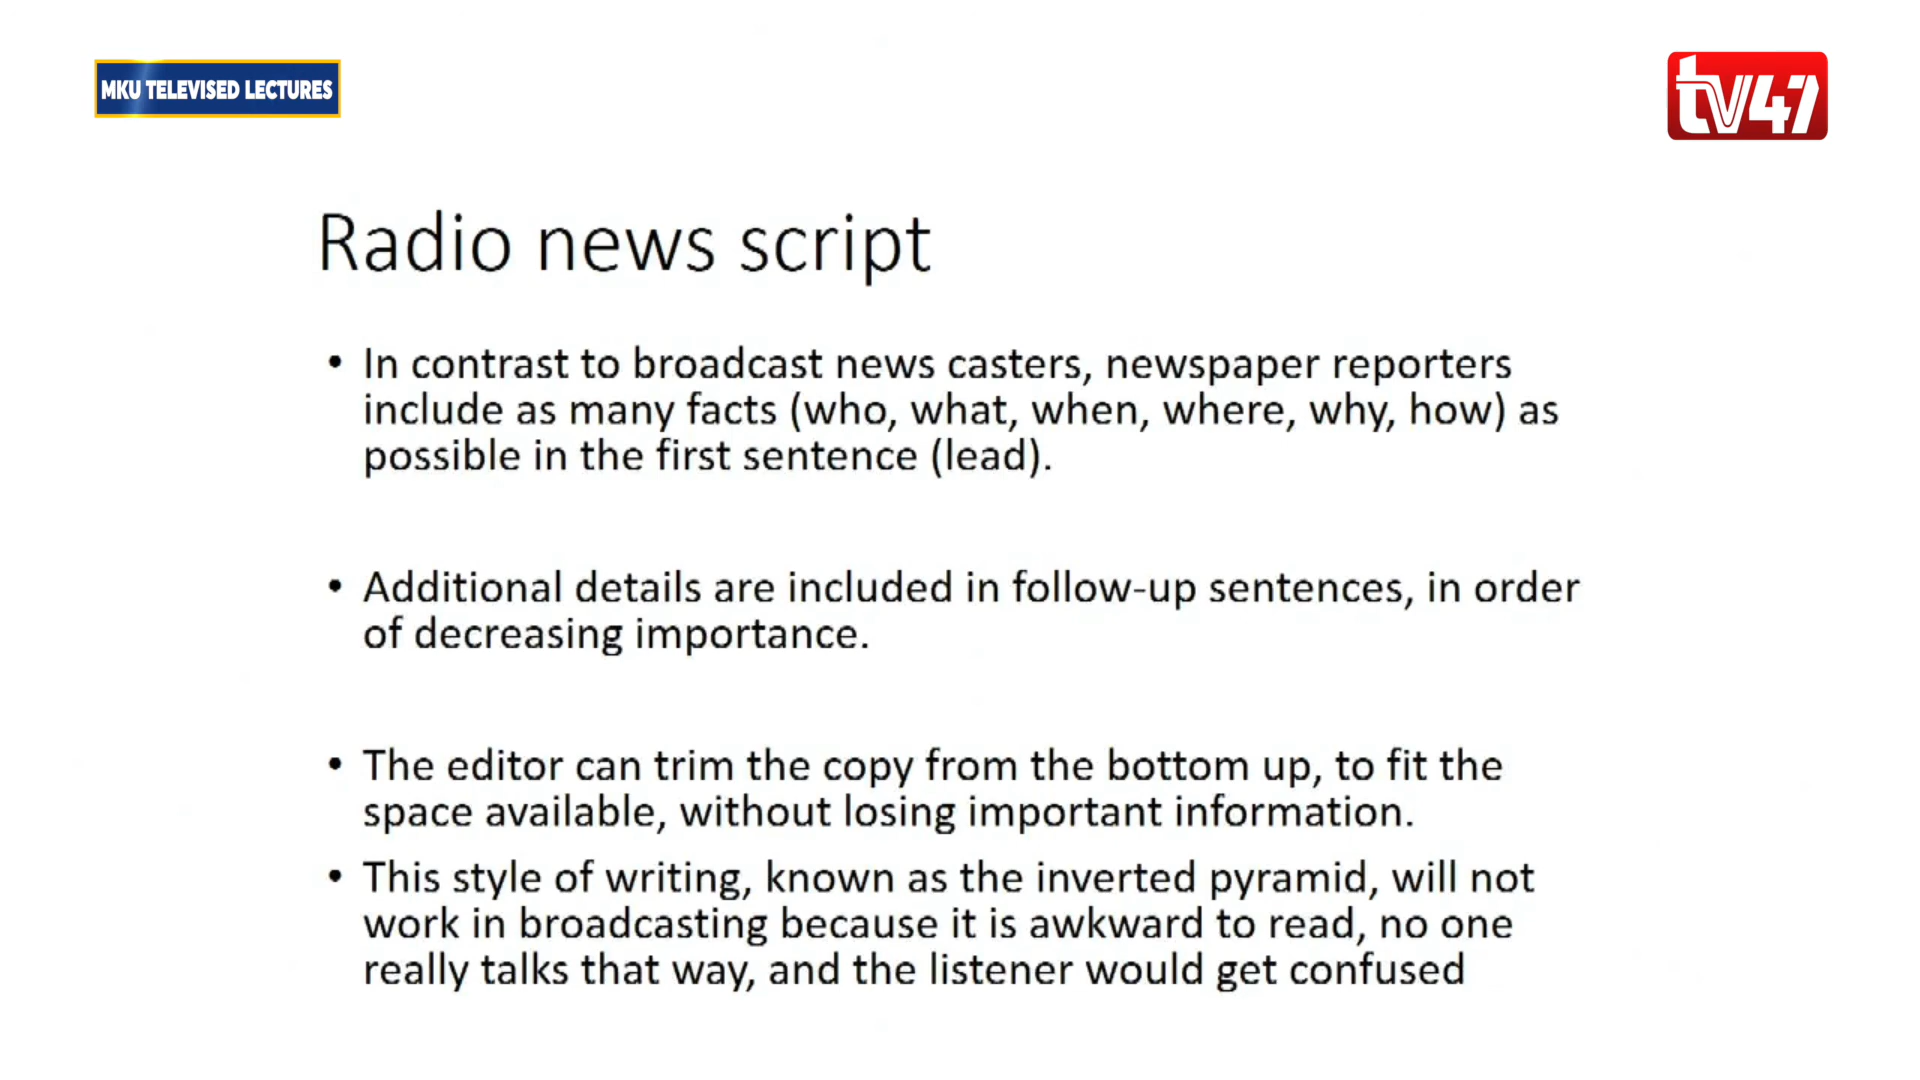 MKU TELEVISED LECTURES
tv47
Radio news script
• In contrast to broadcast news casters, newspaper reporters
include as many facts (who, what, when, where, why, how) as
possible in the first sentence (lead).
• Additional details are included in follow-up sentences, in order
of decreasing importance.
• The editor can trim the copy from the bottom up, to fit the
space available, without losing important information.
• This style of writing, known as the inverted pyramid, will not
work in broadcasting because it is awkward to read, no one
really talks that way, and the listener would get confused